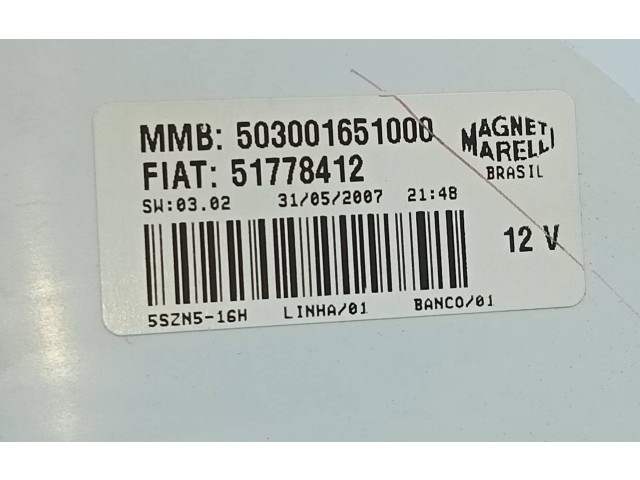 MMB: 503001651000
MAGNETI
MARELLI
BRASIL
FIAT: 51778412
SW:03.02 31/05/2007 21:48
12 V
5SZN5-16H LINHA/01 BANCO/01